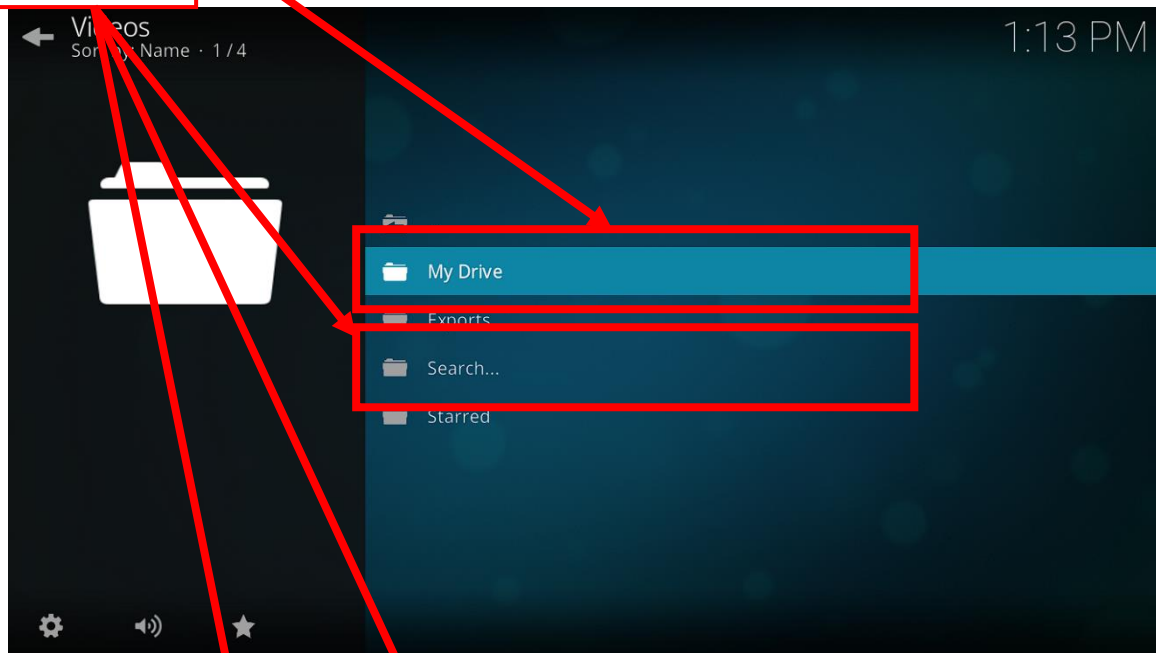 Videos
Sort by: Name · 1 / 4
1:13 PM
My Drive
Exports
Search...
Starred